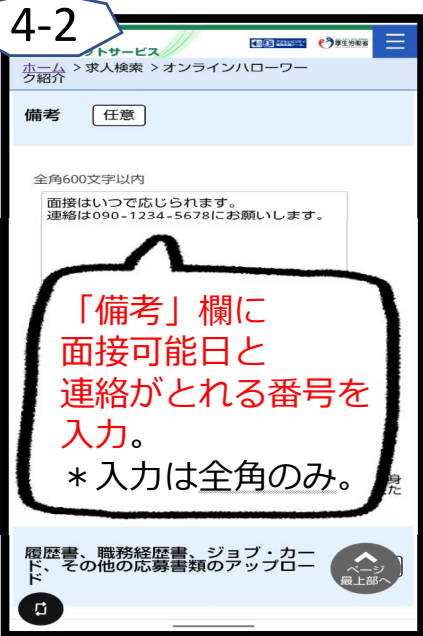 4-2
トサービス
厚生労働省
ホーム ＞求人検索 ＞オンラインハローワー
ク紹介
備考 任意
全角600文字以内
面接はいつで応じられます。
連絡は090-1234-5678にお願いします。
「備考」欄に
面接可能日と
連絡がとれる番号を
入力。
＊入力は全角のみ。
身
た
履歴書、職務経歴書、ジョブ・カー
ド、その他の応募書類のアップロー
ド
ページ
最上部へ